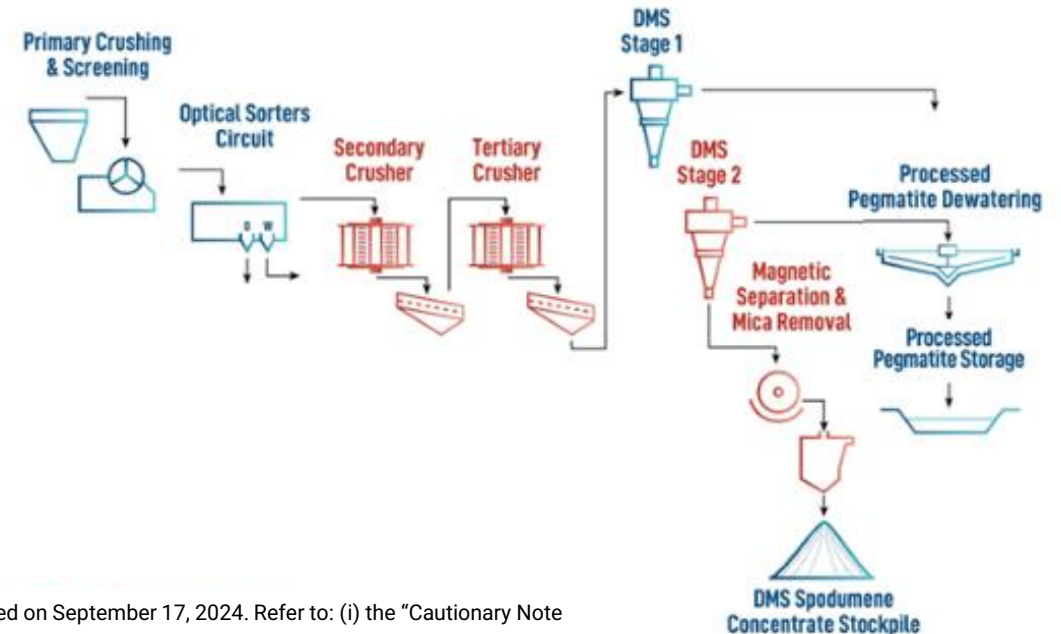 Primary Crushing
& Screening
Optical Sorters
Circuit
D W
Secondary
Crusher
Tertiary
Crusher
DMS
Stage 1
DMS
Stage 2
Processed
Pegmatite Dewatering
Magnetic
Separation &
Mica Removal
Processed
Pegmatite Storage
DMS Spodumene
Concentrate Stockpile
ed on September 17, 2024. Refer to: (i) the “Cautionary Note